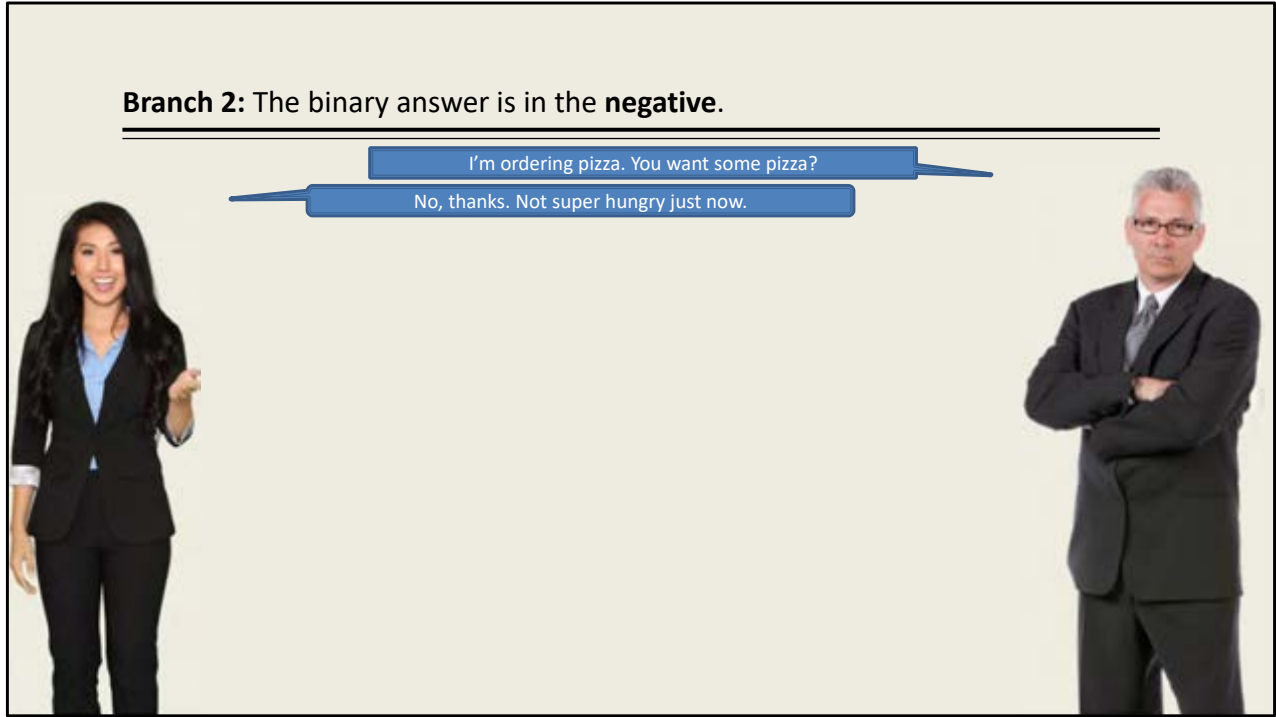 Branch 2: The binary answer is in the negative.
I'm ordering pizza. You want some pizza?
No, thanks. Not super hungry just now.